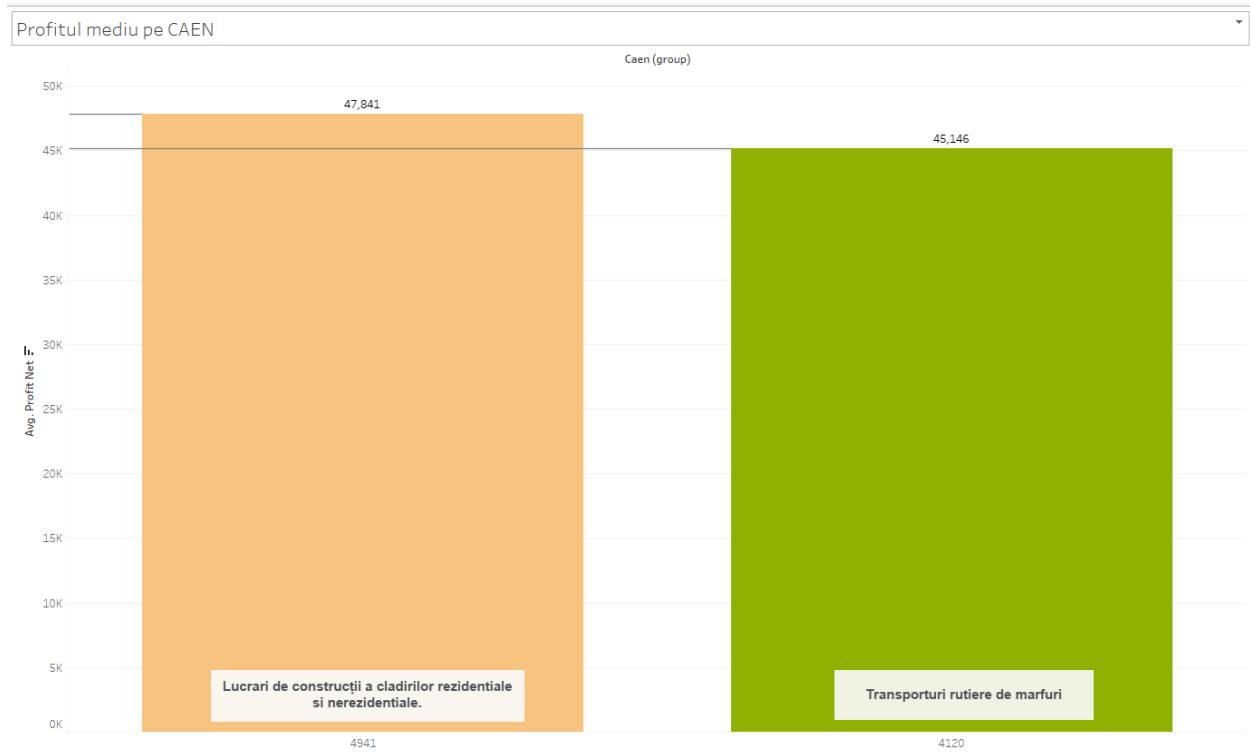 Profitul mediu pe CAEN
Caen (group)
50K
45K
40K
35K
30K
25K
20K
15K
10K
5K
0K
Avg. Profit Net
47,841
45,146
Lucrari de construcții a cladirilor rezidentiale
si nerezidentiale.
Transporturi rutiere de marfuri
4941
4120